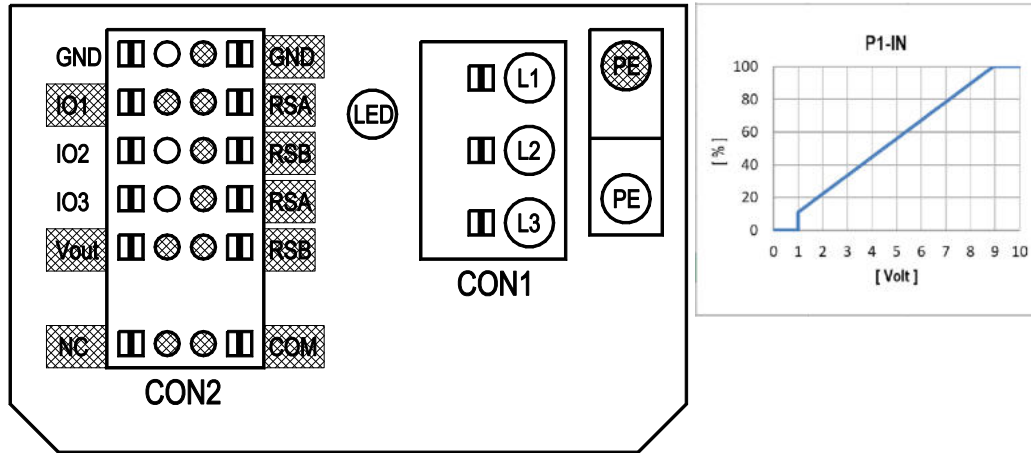 GND GND
IO1 RSA
IO2 RSB
IO3 RSA
Vout RSB
NC COM
CON2
LED
L1
L2
L3
CON1
PE
PE
P1-IN
[ % ]
100
80
60
40
20
0
0 1 2 3 4 5 6 7 8 9 10
[ Volt ]